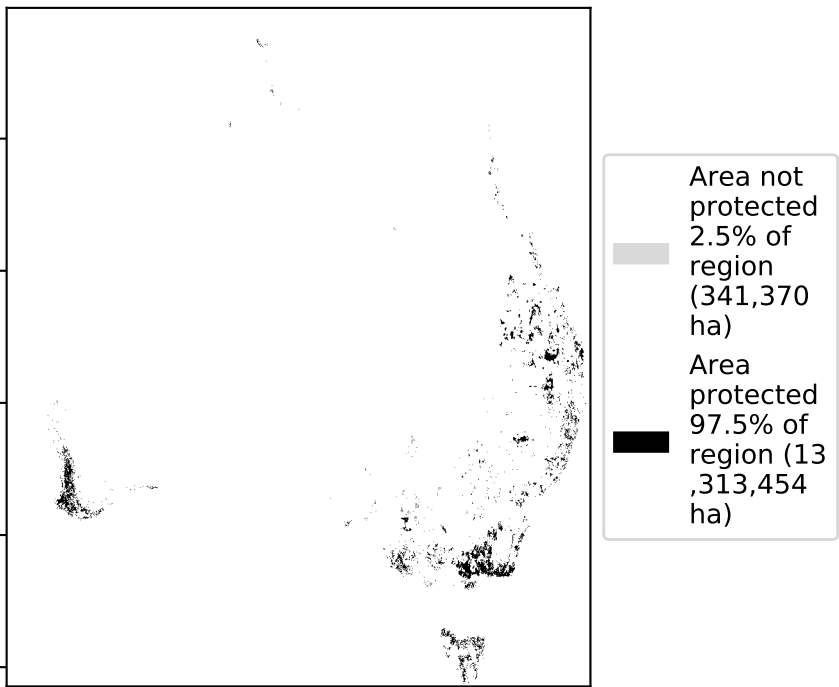 Area not
protected
2.5% of
region
(341,370
ha)
Area
protected
97.5% of
region (13
,313,454
ha)